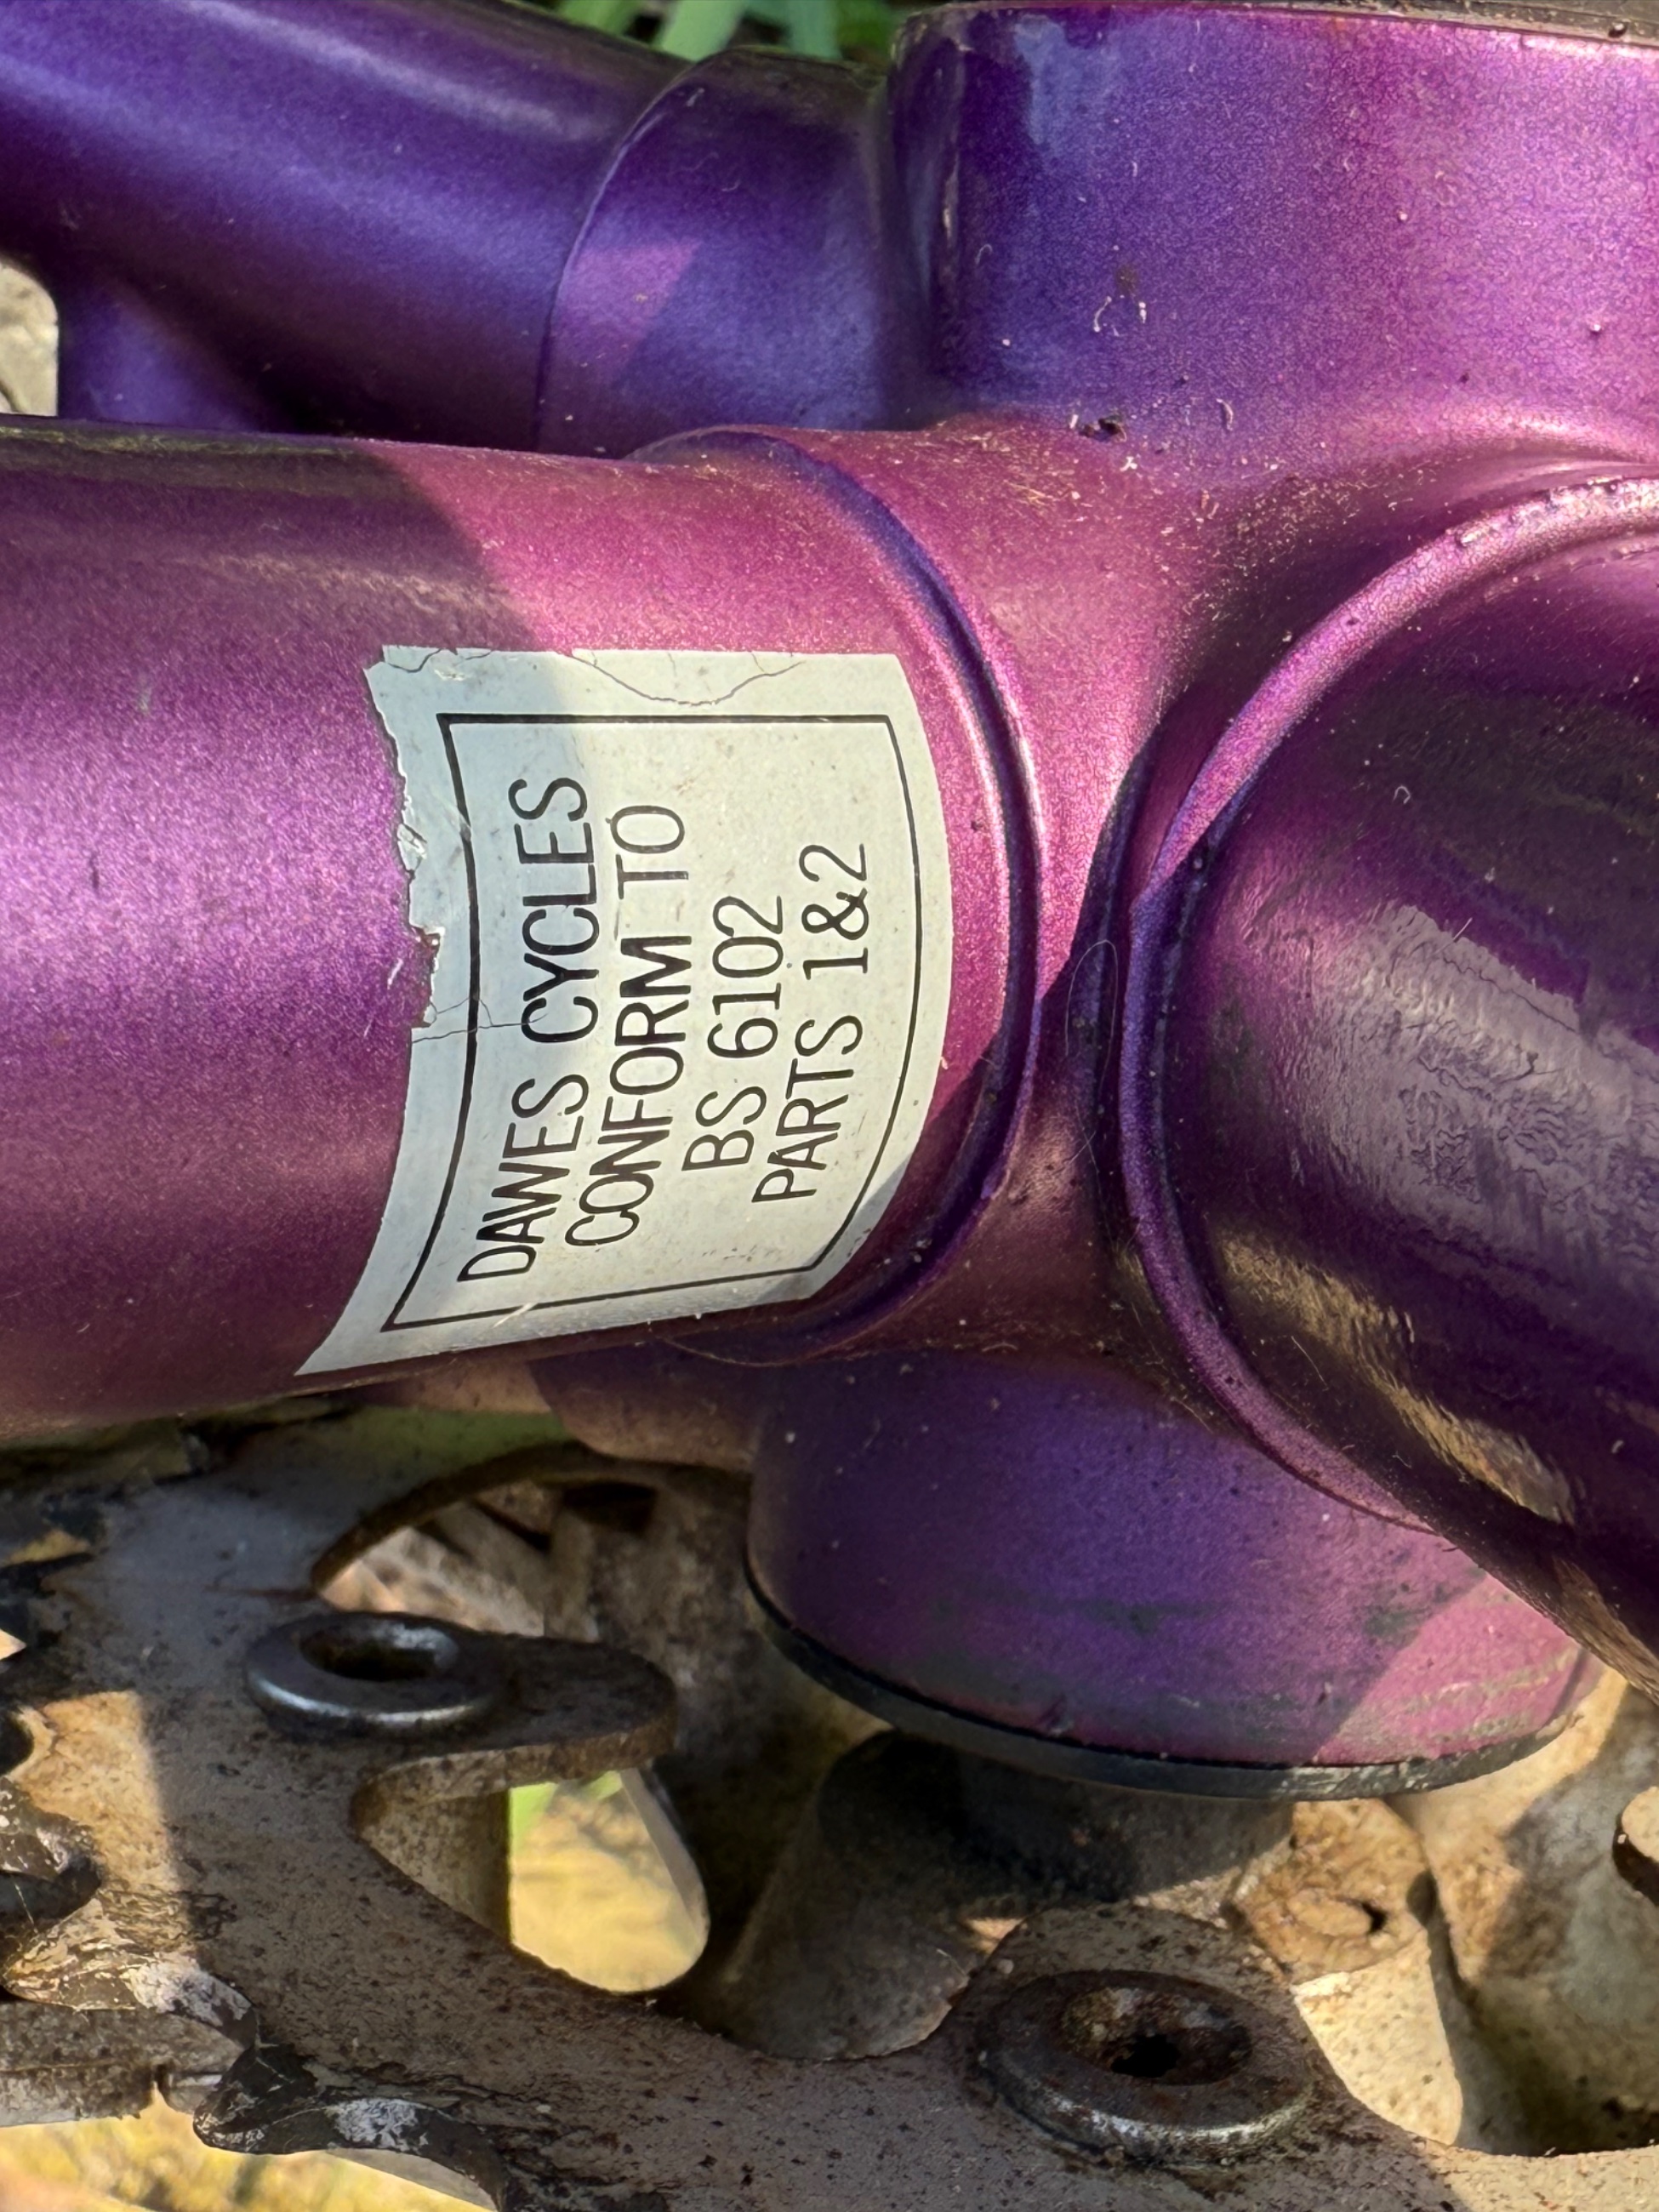 DAWES CYCLES
CONFORM TO
BS 6102
PARTS 1&2